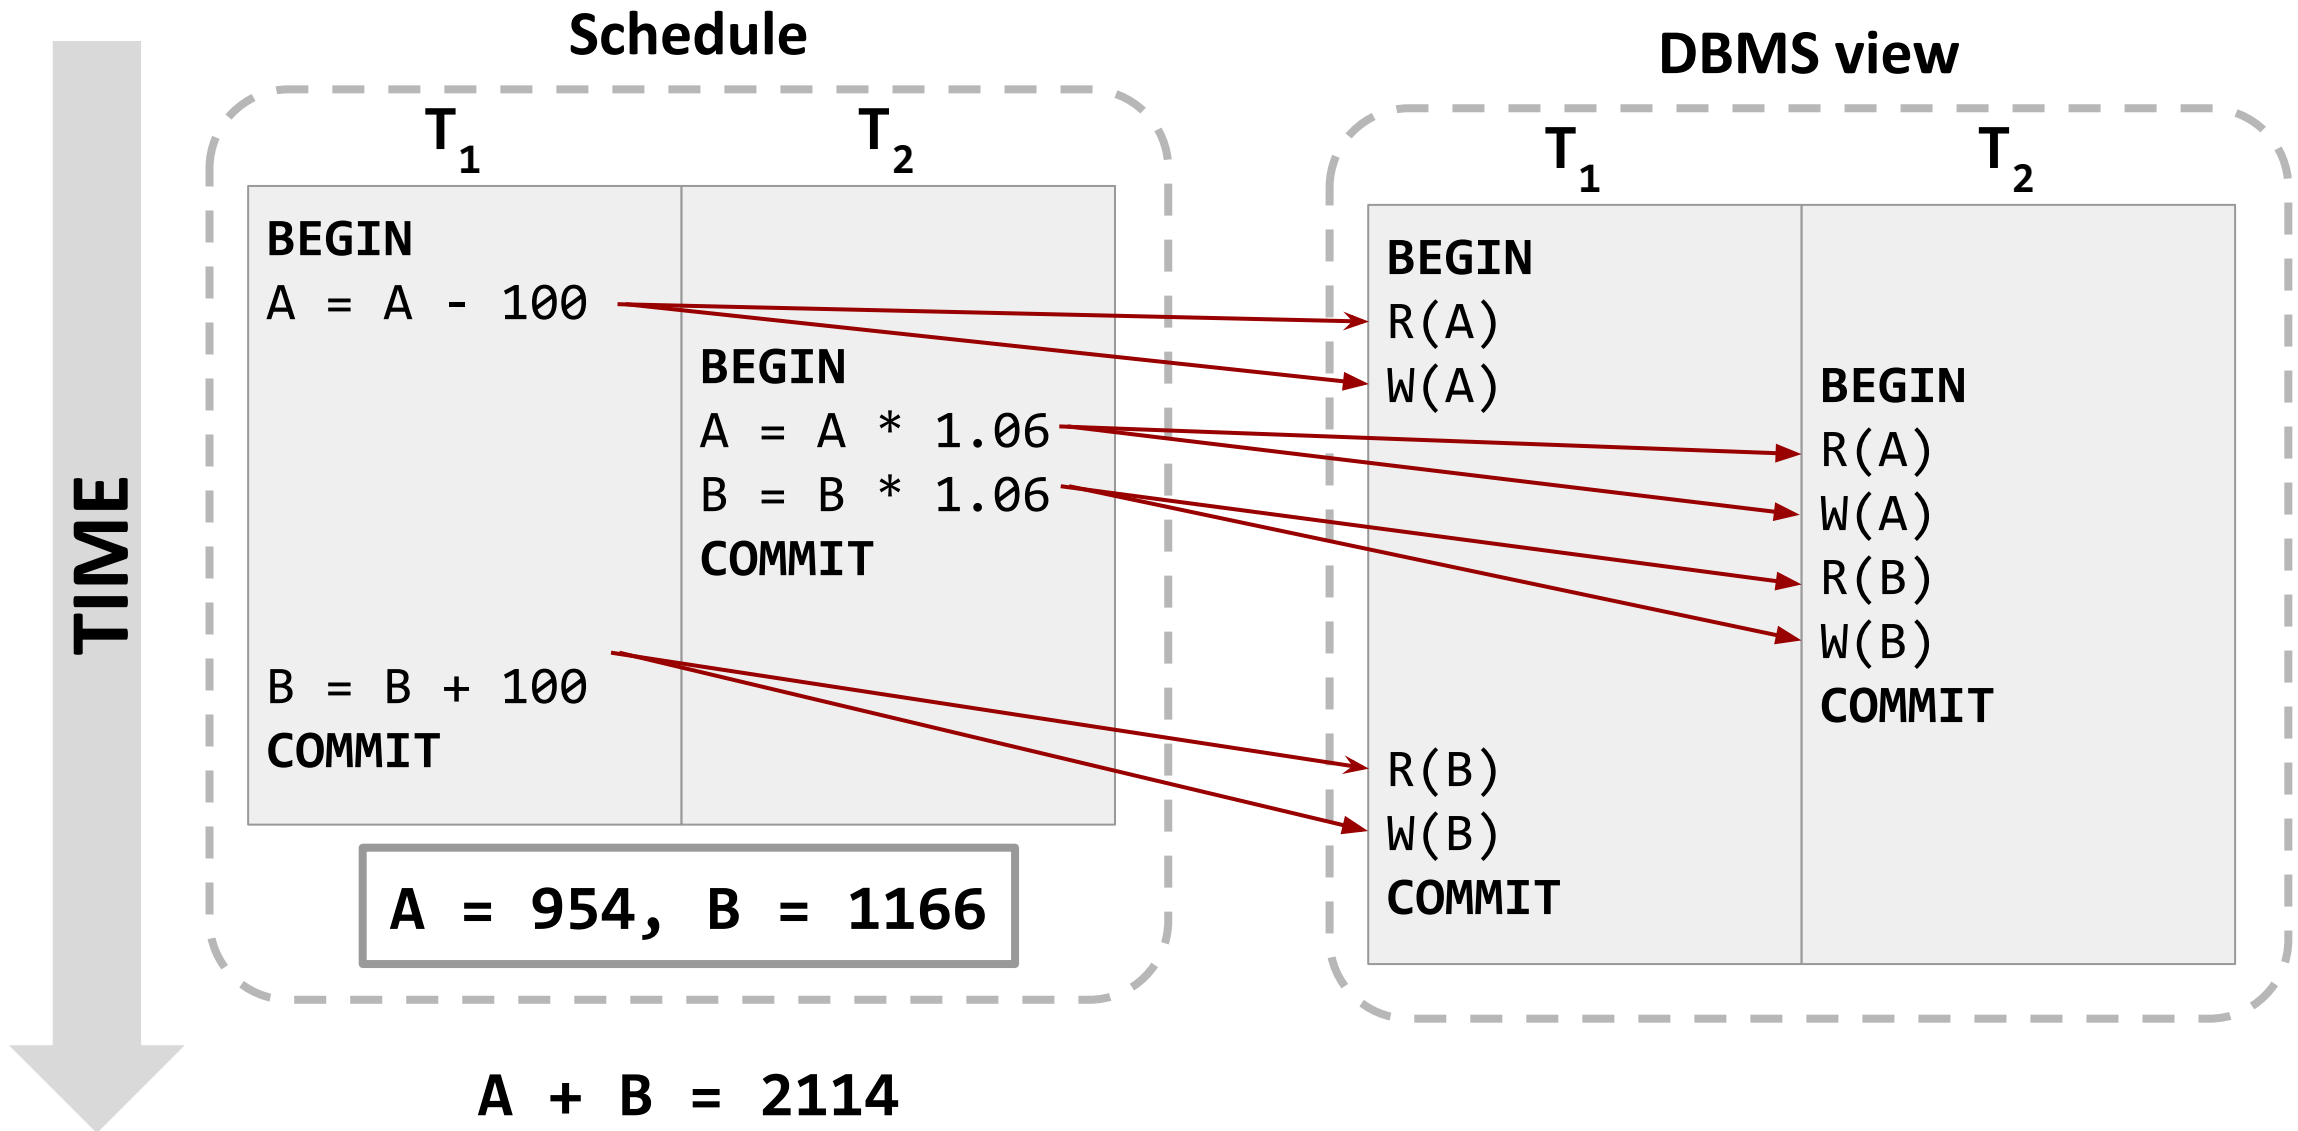 Schedule
T1 T2
BEGIN
A = A - 100
BEGIN
A = A * 1.06
B = B * 1.06
COMMIT
B = B + 100
COMMIT
A = 954, B = 1166
A + B = 2114
TIME
DBMS view
T1 T2
BEGIN
R(A)
W(A)
BEGIN
R(A)
W(A)
R(B)
W(B)
COMMIT
R(B)
W(B)
COMMIT